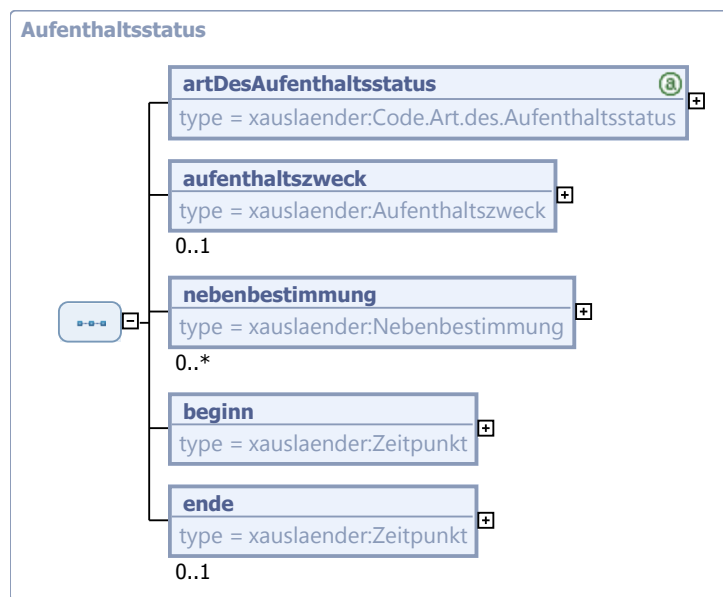 Aufenthaltsstatus
artDesAufenthaltsstatus a
type = xauslaender:Code.Art.des.Aufenthaltsstatus
aufenthaltszweck
type = xauslaender:Aufenthaltszweck
0..1
nebenbestimmung
type = xauslaender:Nebenbestimmung
0..*
beginn
type = xauslaender:Zeitpunkt
ende
type = xauslaender:Zeitpunkt
0..1